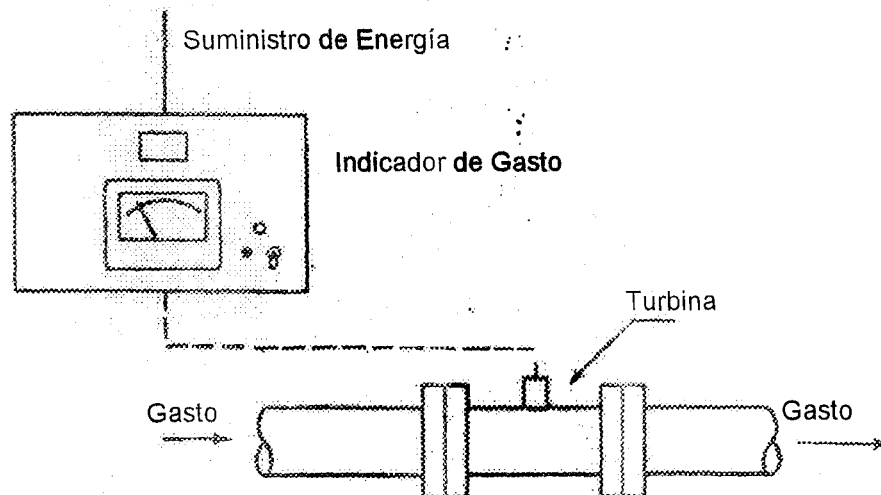 Suministro de Energía
Indicador de Gasto
Turbina
Gasto
Gasto